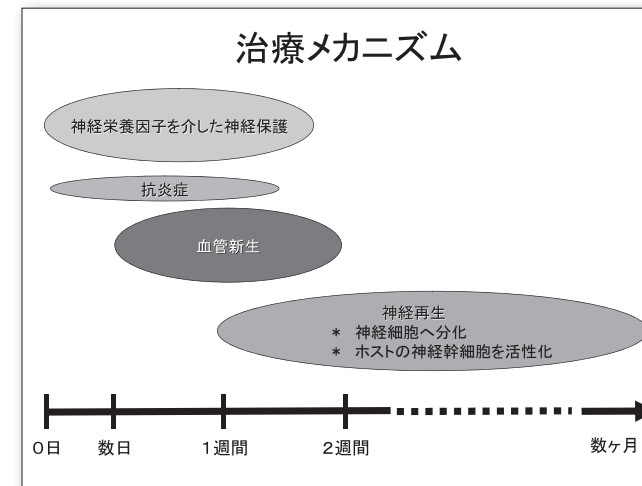 治療メカニズム
神経栄養因子を介した神経保護
抗炎症
血管新生
神経再生
* 神経細胞へ分化
* ホストの神経幹細胞を活性化
0日 数日 1週間 2週間 数ヶ月